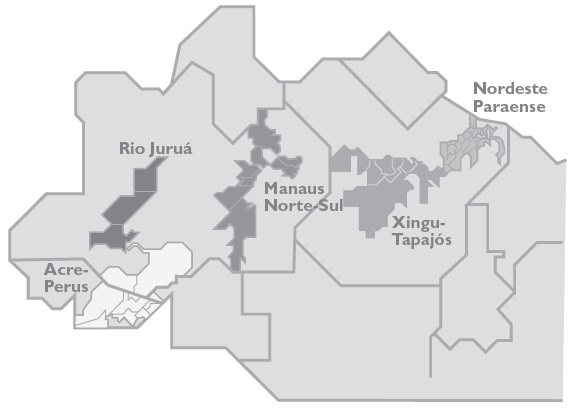 Nordeste
Paraense
Rio Juruá
Manaus
Norte-Sul
Xingu-
Tapajós
Acre-
Perus